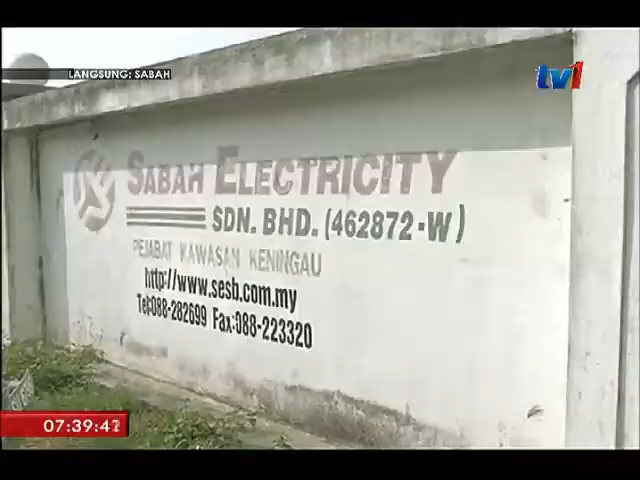 LANGSUNG: SABAH
tv1
SABAH ELECTRICITY
SDN. BHD. (462872-W)
PEJABAT KAWASAN KENINGAU
http://www.sesb.com.my
Tel:088-282699 Fax:088-223320
07:39:41